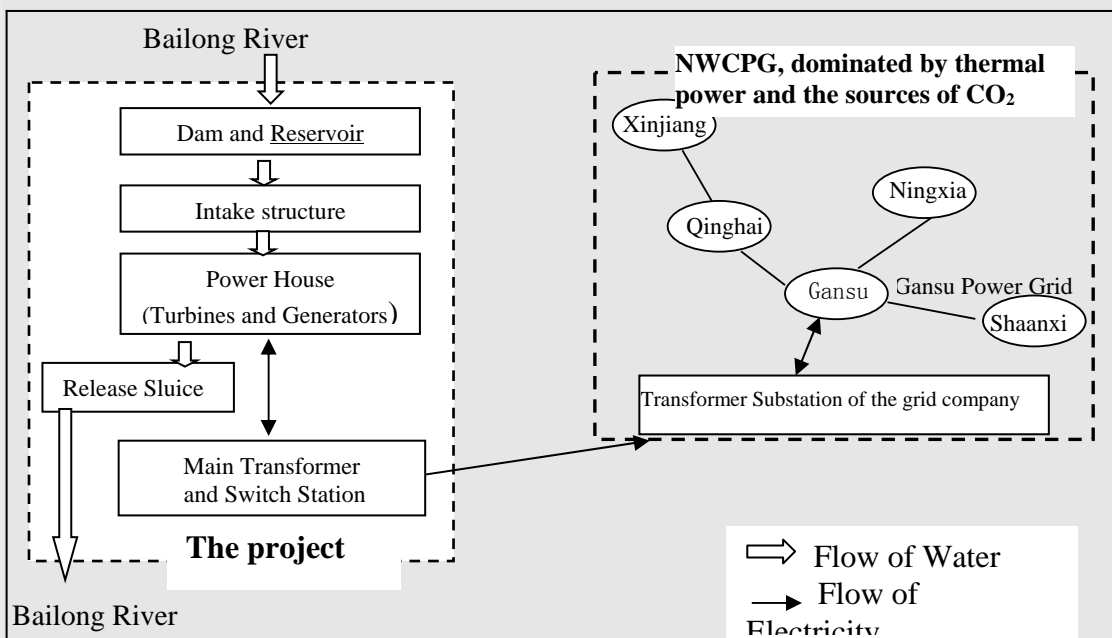 Bailong River
Dam and Reservoir
Intake structure
Power House
(Turbines and Generators)
Release Sluice
Main Transformer
and Switch Station
The project
Bailong River
NWCPG, dominated by thermal
power and the sources of CO₂
Xinjiang
Ningxia
Qinghai
Gansu
Gansu Power Grid
Shaanxi
Transformer Substation of the grid company
Flow of Water
Flow of
Electricity